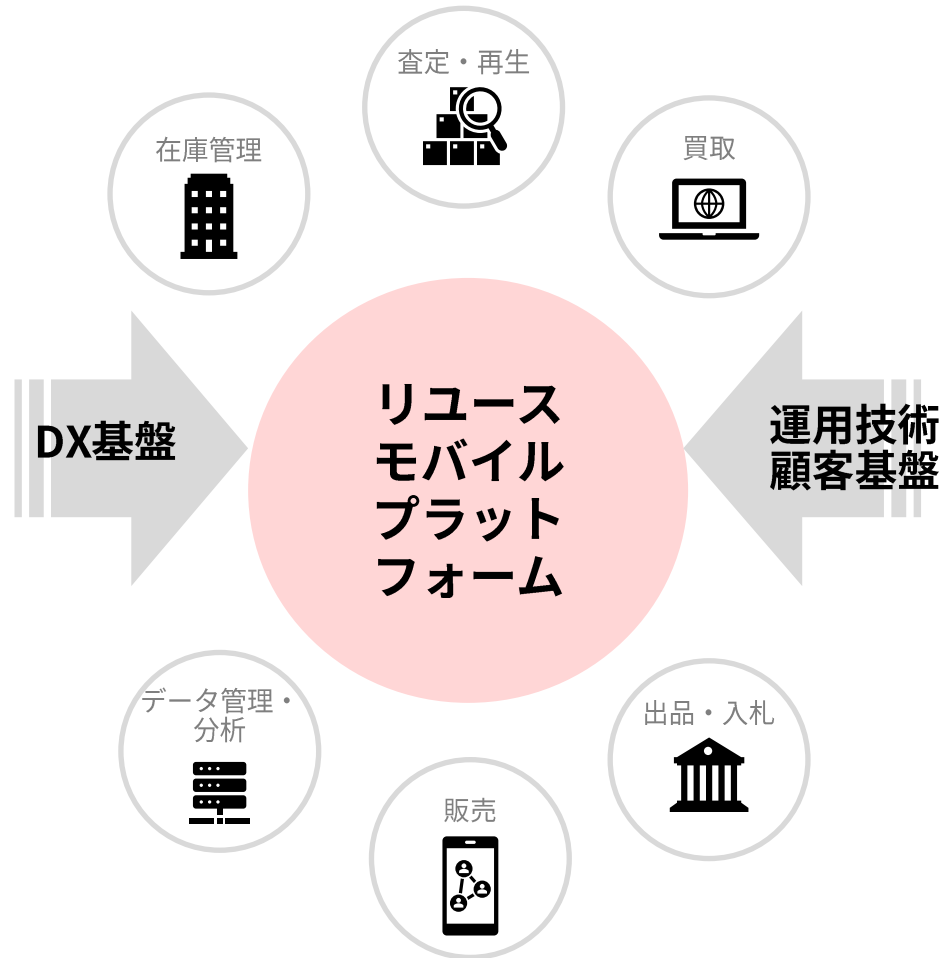 査定・再生
在庫管理
買取
リユース
モバイル
プラット
フォーム
DX基盤
運用技術
顧客基盤
データ管理・
分析
出品・入札
販売